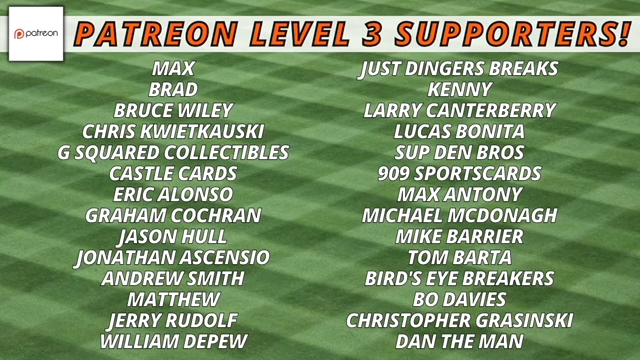 patreon
PATREON LEVEL 3 SUPPORTERS!
MAX
BRAD
BRUCE WILEY
CHRIS KWIETKAUSKI
G SQUARED COLLECTIBLES
CASTLE CARDS
ERIC ALONSO
GRAHAM COCHRAN
JASON HULL
JONATHAN ASCENSIO
ANDREW SMITH
MATTHEW
JERRY RUDOLF
WILLIAM DEPEW
JUST DINGERS BREAKS
KENNY
LARRY CANTERBERRY
LUCAS BONITA
SUP DEN BROS
909 SPORTSCARDS
MAX ANTONY
MICHAEL MCDONAGH
MIKE BARRIER
TOM BARTA
BIRD'S EYE BREAKERS
BO DAVIES
CHRISTOPHER GRASINSKI
DAN THE MAN